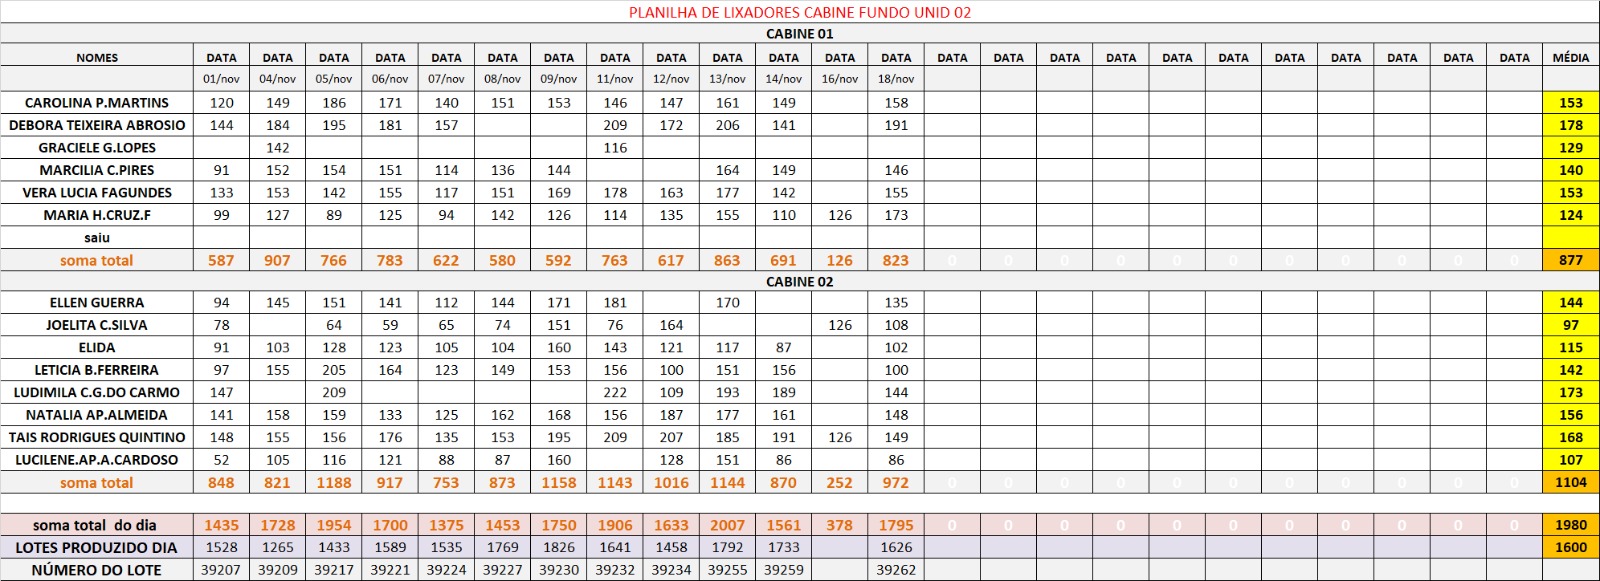 PLANILHA DE LIXADORES CABINE FUNDO UNID 02
CABINE 01
NOMES DATA DATA DATA DATA DATA DATA DATA DATA DATA DATA DATA DATA DATA DATA DATA DATA DATA DATA DATA DATA DATA DATA DATA DATA MÉDIA
01/nov 04/nov 05/nov 06/nov 07/nov 08/nov 09/nov 11/nov 12/nov 13/nov 14/nov 16/nov 18/nov
CAROLINA P.MARTINS 120 149 186 171 140 151 153 146 147 161 149 158 153
DEBORA TEIXEIRA ABROSIO 144 184 195 181 157 209 172 206 141 191 178
GRACIELE G.LOPES 142 116 129
MARCILIA C.PIRES 91 152 154 151 114 136 144 164 149 146 140
VERA LUCIA FAGUNDES 133 153 142 155 117 151 169 178 163 177 142 155 153
MARIA H.CRUZ.F 99 127 89 125 94 142 126 114 135 155 110 126 173 124
saiu
soma total 587 907 766 783 622 580 592 763 617 863 691 126 823 0 0 0 0 0 0 0 0 0 0 0 877
CABINE 02
ELLEN GUERRA 94 145 151 141 112 144 171 181 170 135 144
JOELITA C.SILVA 78 64 59 65 74 151 76 164 126 108 97
ELIDA 91 103 128 123 105 104 160 143 121 117 87 102 115
LETICIA B.FERREIRA 97 155 205 164 123 149 153 156 100 151 156 100 142
LUDIMILA C.G.DO CARMO 147 209 222 109 193 189 144 173
NATALIA AP.ALMEIDA 141 158 159 133 125 162 168 156 187 177 161 148 156
TAIS RODRIGUES QUINTINO 148 155 156 176 135 153 195 209 207 185 191 126 149 168
LUCILENE.AP.A.CARDOSO 52 105 116 121 88 87 160 128 151 86 86 107
soma total 848 821 1188 917 753 873 1158 1143 1016 1144 870 252 972 0 0 0 0 0 0 0 0 0 0 0 1104
soma total do dia 1435 1728 1954 1700 1375 1453 1750 1906 1633 2007 1561 378 1795 0 0 0 0 0 0 0 0 0 0 0 1980
LOTES PRODUZIDO DIA 1528 1265 1433 1589 1535 1769 1826 1641 1458 1792 1733 1626 1600
NÚMERO DO LOTE 39207 39209 39217 39221 39224 39227 39230 39232 39234 39255 39259 39262